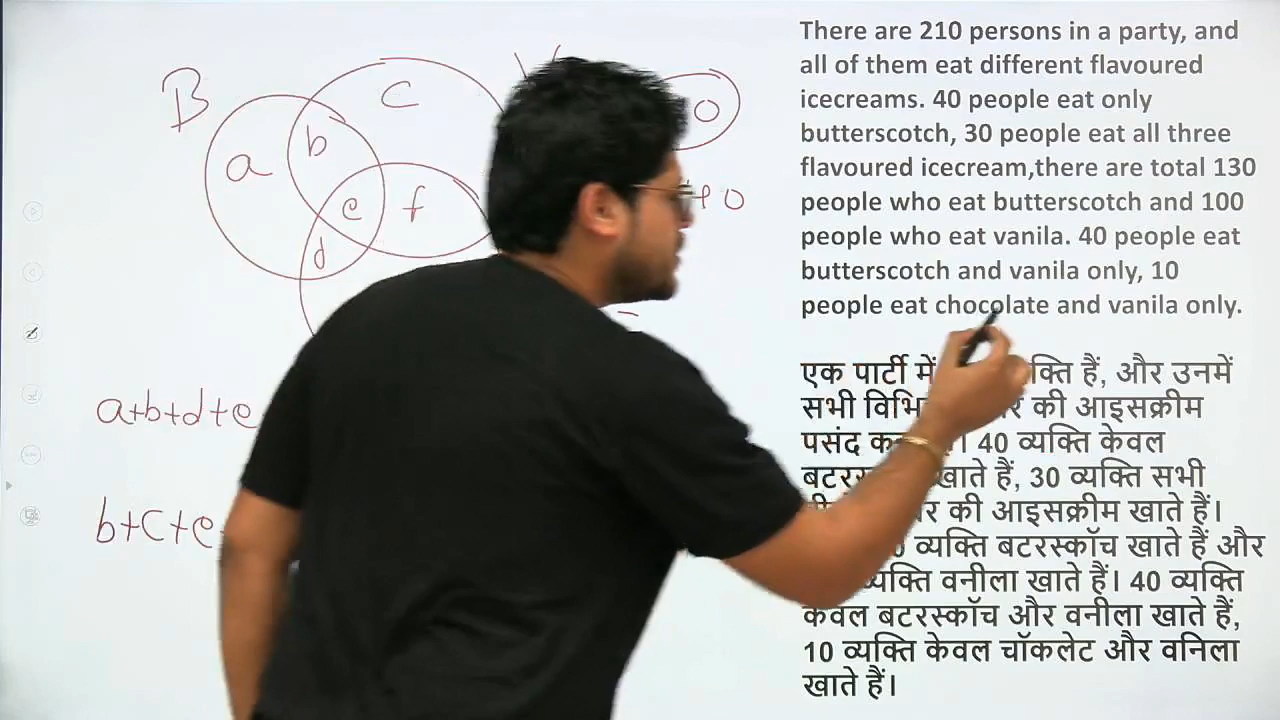 There are 210 persons in a party, and
all of them eat different flavoured
icecreams. 40 people eat only
butterscotch, 30 people eat all three
flavoured icecream,there are total 130
people who eat butterscotch and 100
people who eat vanila. 40 people eat
butterscotch and vanila only, 10
people eat chocolate and vanila only.
एक पार्टी में हैं, और उनमें
सभी की आइसक्रीम
पसंद 40 व्यक्ति केवल
खाते हैं, 30 व्यक्ति सभी
की आइसक्रीम खाते हैं।
व्यक्ति बटरस्कॉच खाते हैं और
व्यक्ति वनीला खाते हैं। 40 व्यक्ति
केवल बटरस्कॉच और वनीला खाते हैं,
10 व्यक्ति केवल चॉकलेट और वनिला
खाते हैं।
B
C
O
b
a
e f
d
O
a+b+d+e
b+c+e